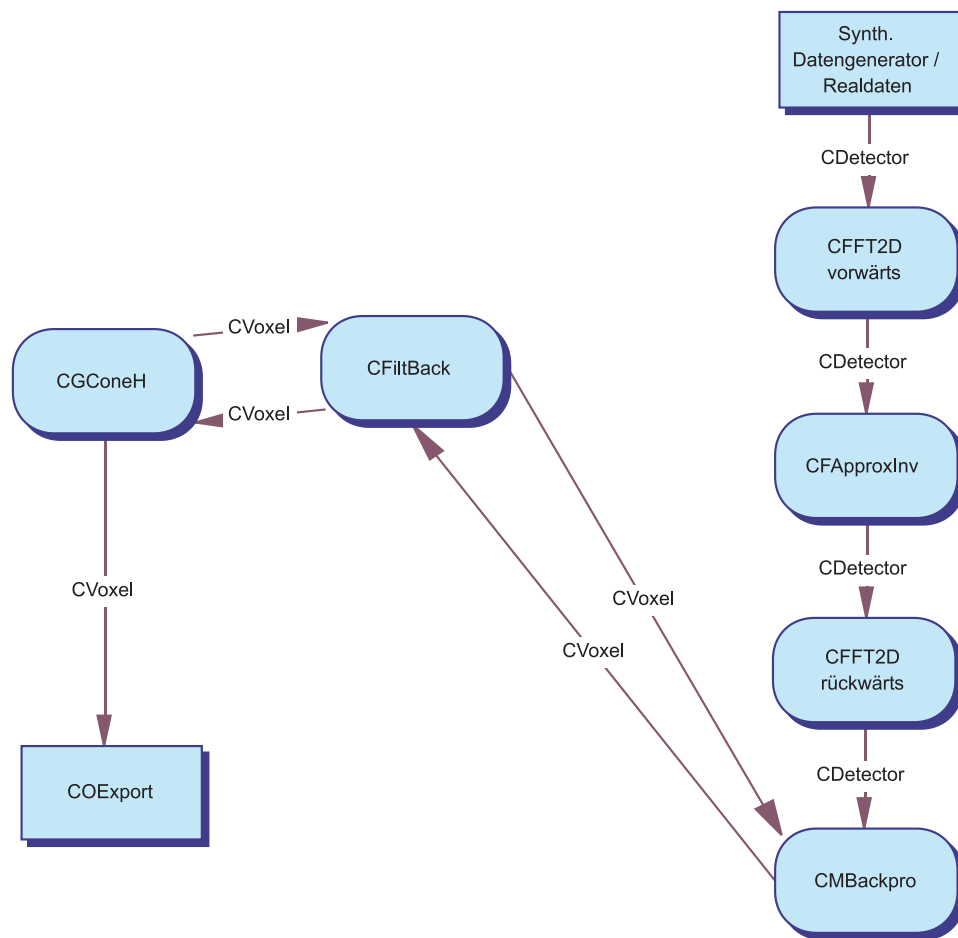 Synth.
Datengenerator /
Realdaten
CDetector
CFFT2D
vorwärts
CVoxel
CDetector
CGConeH
CFiltBack
CVoxel
CFApproxInv
CDetector
CVoxel
CVoxel
CVoxel
CFFT2D
rückwärts
CDetector
COExport
CMBackpro